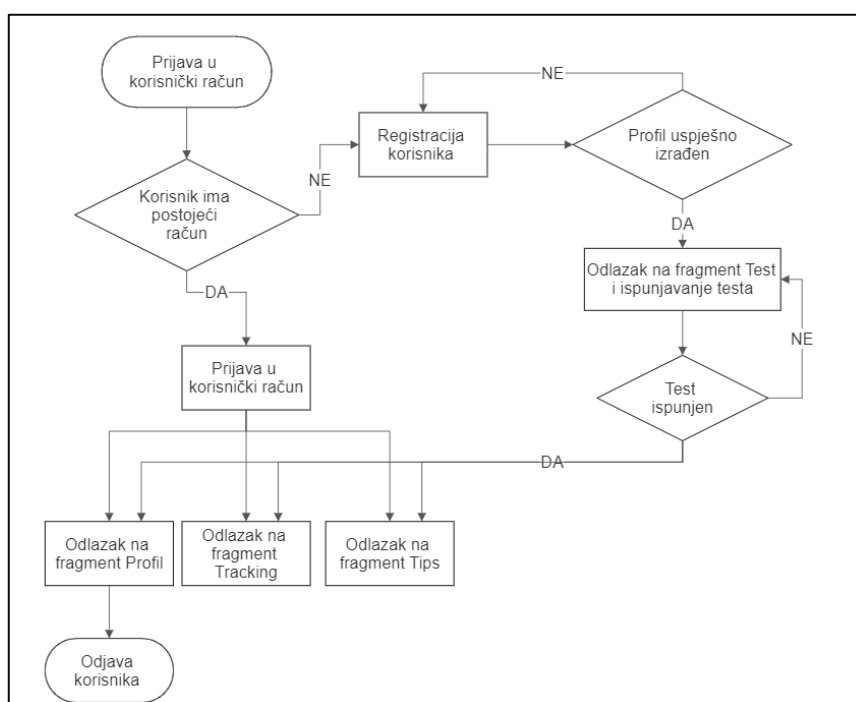 Prijava u
korisnički račun
NE
Registracija
korisnika
Profil uspješno
izrađen
Korisnik ima
postojeći
račun
NE
DA
Odlazak na fragment Test
i ispunjavanje testa
DA
NE
Prijava u
korisnički račun
Test
ispunjen
DA
Odlazak na
fragment Profil
Odlazak na
fragment
Tracking
Odlazak na
fragment Tips
Odjava
korisnika